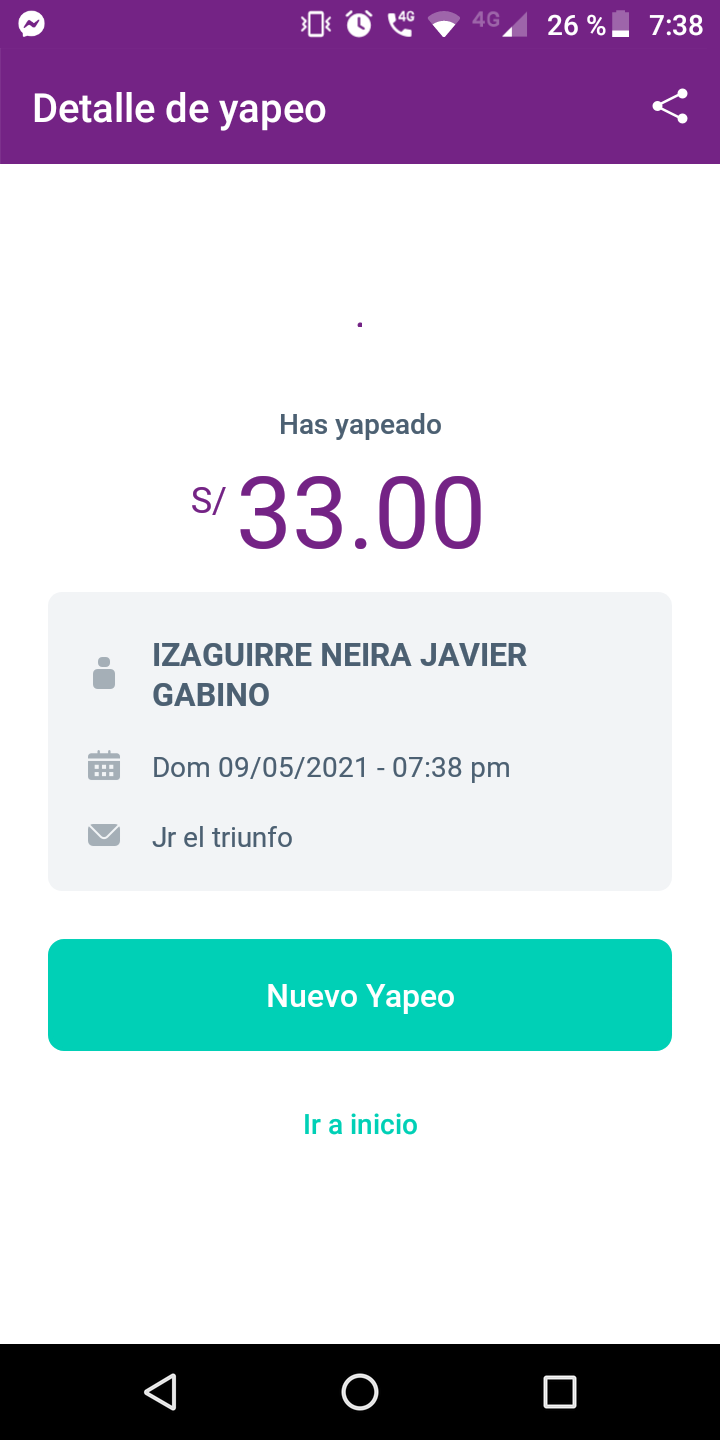 4G 4G 26 % 7:38
Detalle de yapeo
Has yapeado
S/ 33.00
IZAGUIRRE NEIRA JAVIER
GABINO
Dom 09/05/2021 - 07:38 pm
Jr el triunfo
Nuevo Yapeo
Ir a inicio